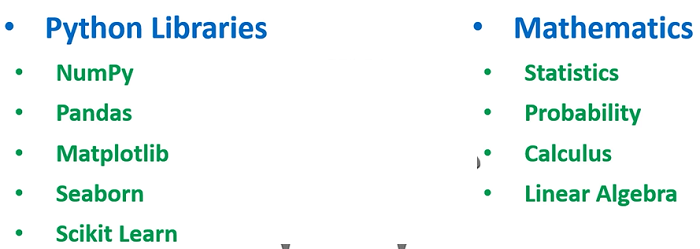 • Python Libraries
• NumPy
• Pandas
• Matplotlib
• Seaborn
• Scikit Learn
• Mathematics
• Statistics
• Probability
• Calculus
• Linear Algebra